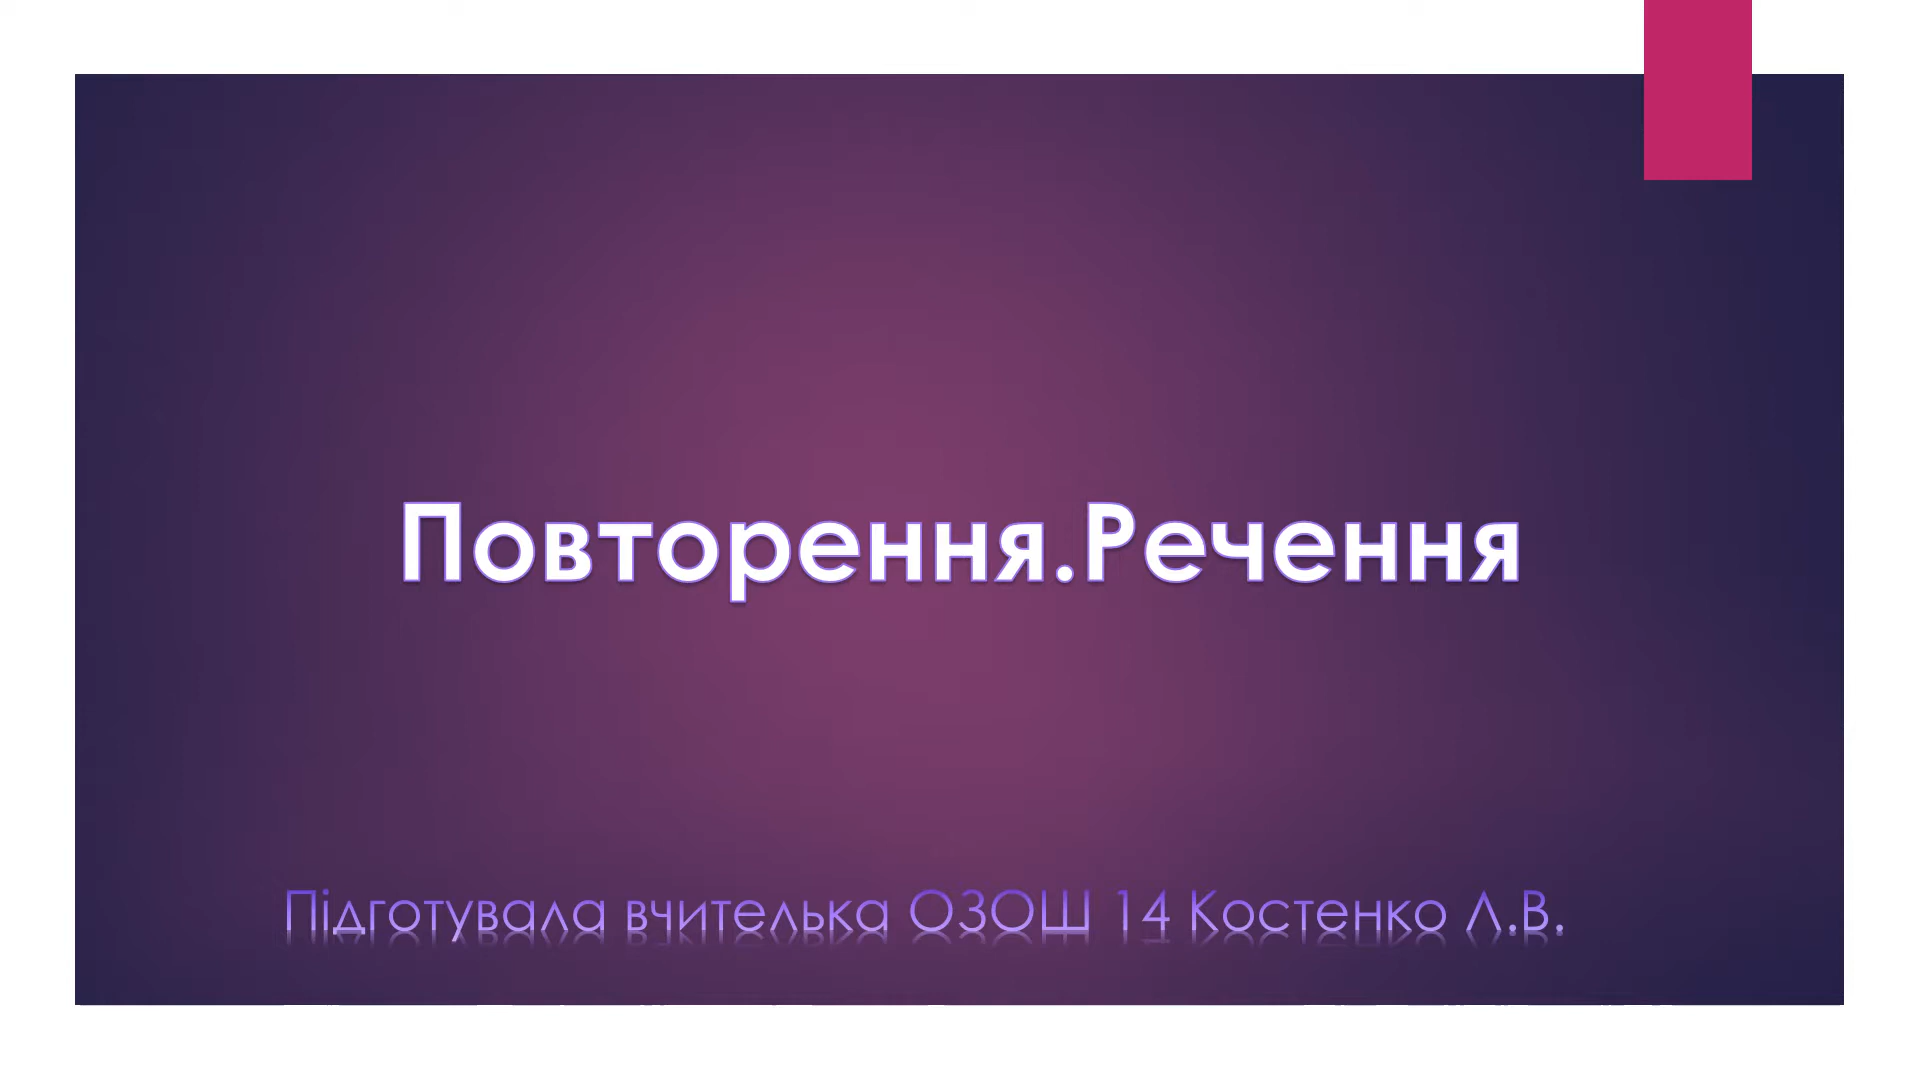 Повторення.Речення
Підготувала вчителька ОЗОШ 14 Костенко Л.В.